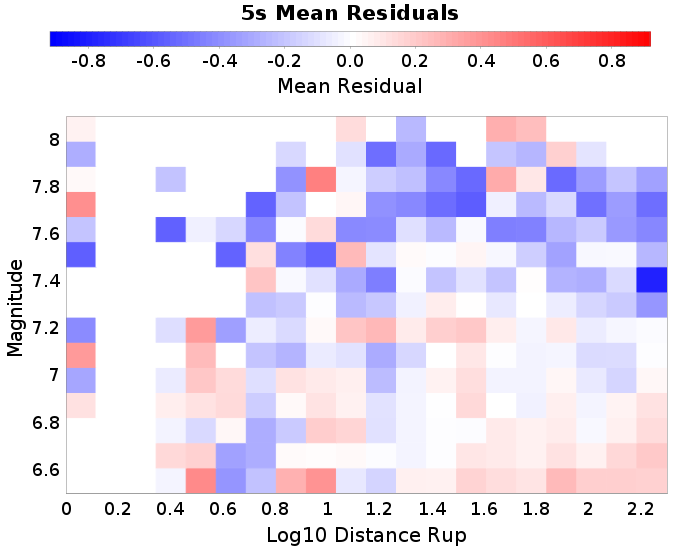 5s Mean Residuals
-0.8 -0.6 -0.4 -0.2 0.0 0.2 0.4 0.6 0.8
Mean Residual
8
7.8
7.6
7.4
7.2
7
6.8
6.6
Magnitude
0 0.2 0.4 0.6 0.8 1 1.2 1.4 1.6 1.8 2 2.2
Log10 Distance Rup